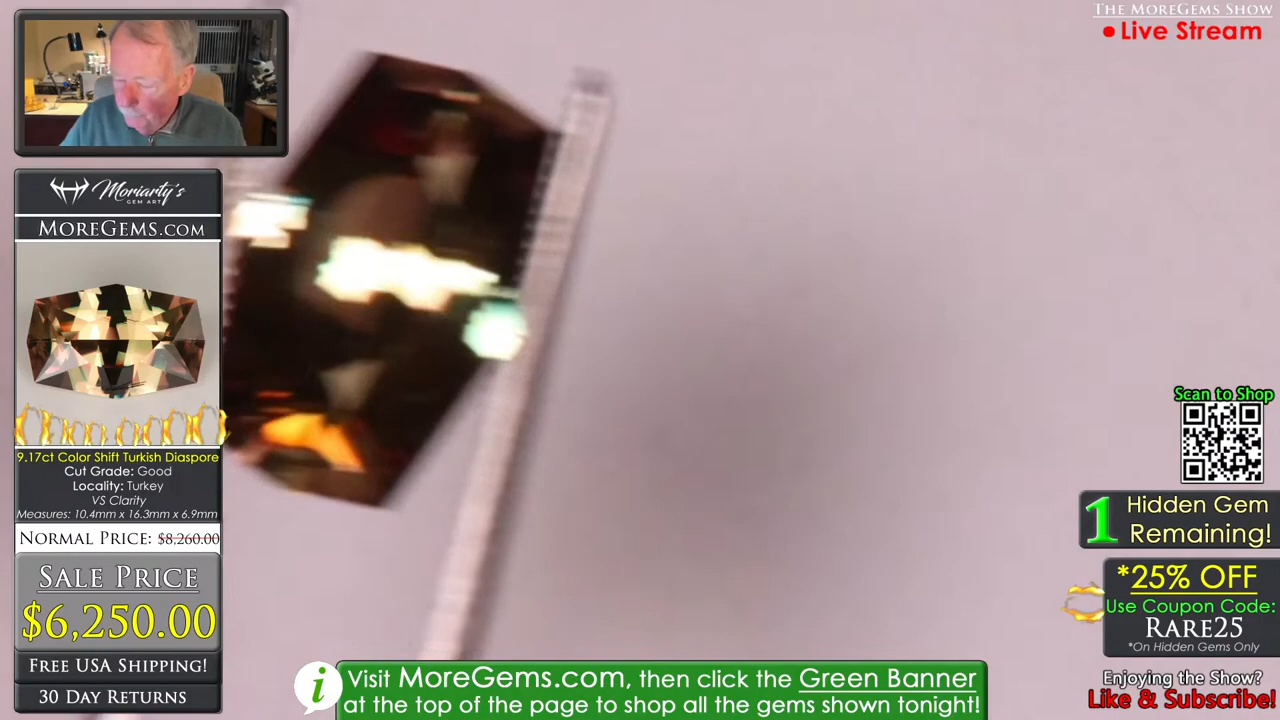 THE MOREGEMS SHOW
Live Stream
Moriarty's
GEM ART
MOREGEMS.COM
9.17ct Color Shift Turkish Diaspore
Cut Grade: Good
Locality: Turkey
VS Clarity
Measures: 10.4mm x 16.3mm x 6.9mm
NORMAL PRICE: $8,260.00
SALE PRICE
$6,250.00
FREE USA SHIPPING!
30 DAY RETURNS
Scan to Shop
1 Hidden Gem
Remaining!
*25% OFF
Use Coupon Code:
RARE25
*On Hidden Gems Only
Enjoying the Show?
Like & Subscribe!
i Visit MoreGems.com, then click the Green Banner
at the top of the page to shop all the gems shown tonight!